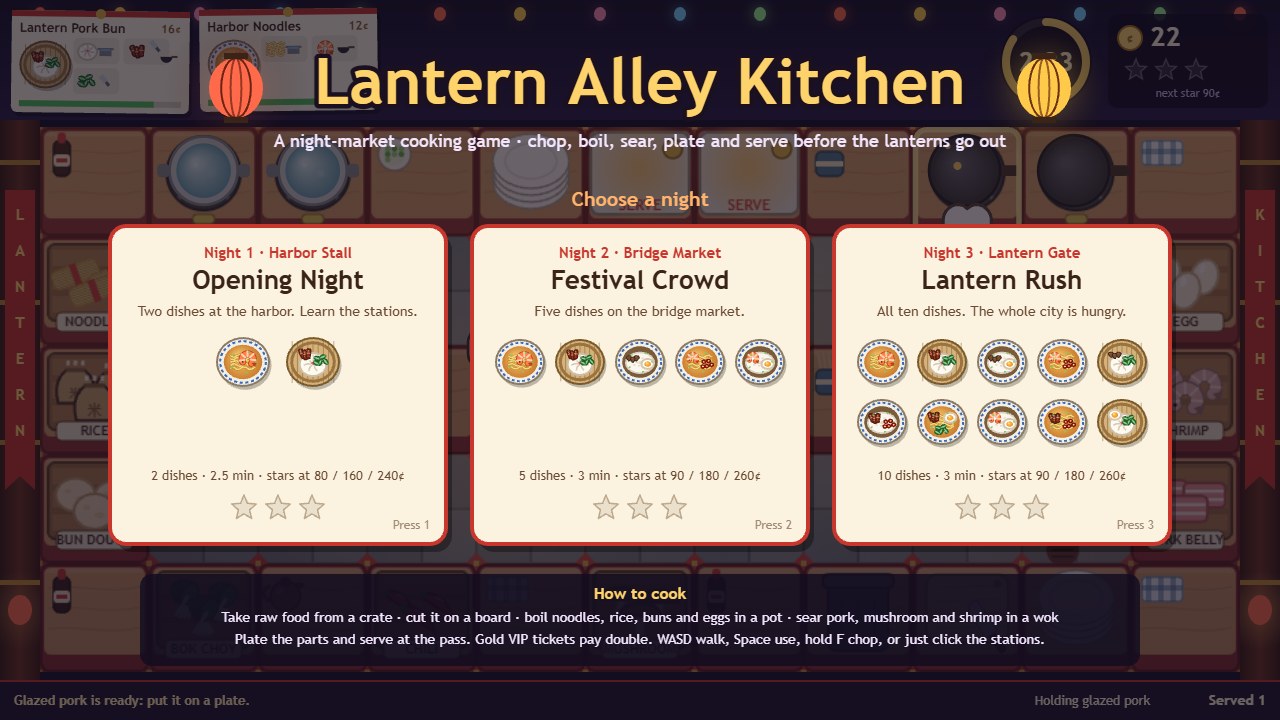 Lantern Pork Bun 16¢
Harbor Noodles 12¢
22
next star 90¢
Lantern Alley Kitchen
A night-market cooking game · chop, boil, sear, plate and serve before the lanterns go out
SERVE
SERVE
Choose a night
LANTERN
KITCHEN
Night 1 · Harbor Stall
Opening Night
Two dishes at the harbor. Learn the stations.
2 dishes · 2.5 min · stars at 80 / 160 / 240¢
Press 1
Night 2 · Bridge Market
Festival Crowd
Five dishes on the bridge market.
5 dishes · 3 min · stars at 90 / 180 / 260¢
Press 2
Night 3 · Lantern Gate
Lantern Rush
All ten dishes. The whole city is hungry.
10 dishes · 3 min · stars at 90 / 180 / 260¢
Press 3
RICE
米
EGG
How to cook
Take raw food from a crate · cut it on a board · boil noodles, rice, buns and eggs in a pot · sear pork, mushroom and shrimp in a wok
Plate the parts and serve at the pass. Gold VIP tickets pay double. WASD walk, Space use, hold F chop, or just click the stations.
BOK CHOY
Glazed pork is ready: put it on a plate.
Holding glazed pork
Served 1